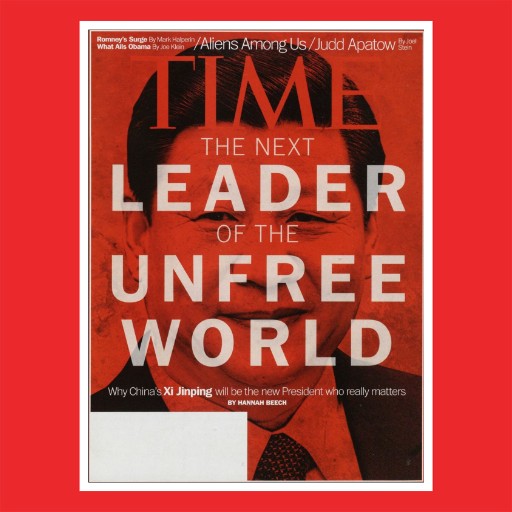 Romney's Surge By Mark Halperin
What Ails Obama By Joe Klein
/Aliens Among Us /Judd Apatow By Joel
Stein
TIME
THE NEXT
LEADER
OF THE
UNFREE
WORLD
Why China's Xi Jinping will be the new President who really matters
BY HANNAH BEECH